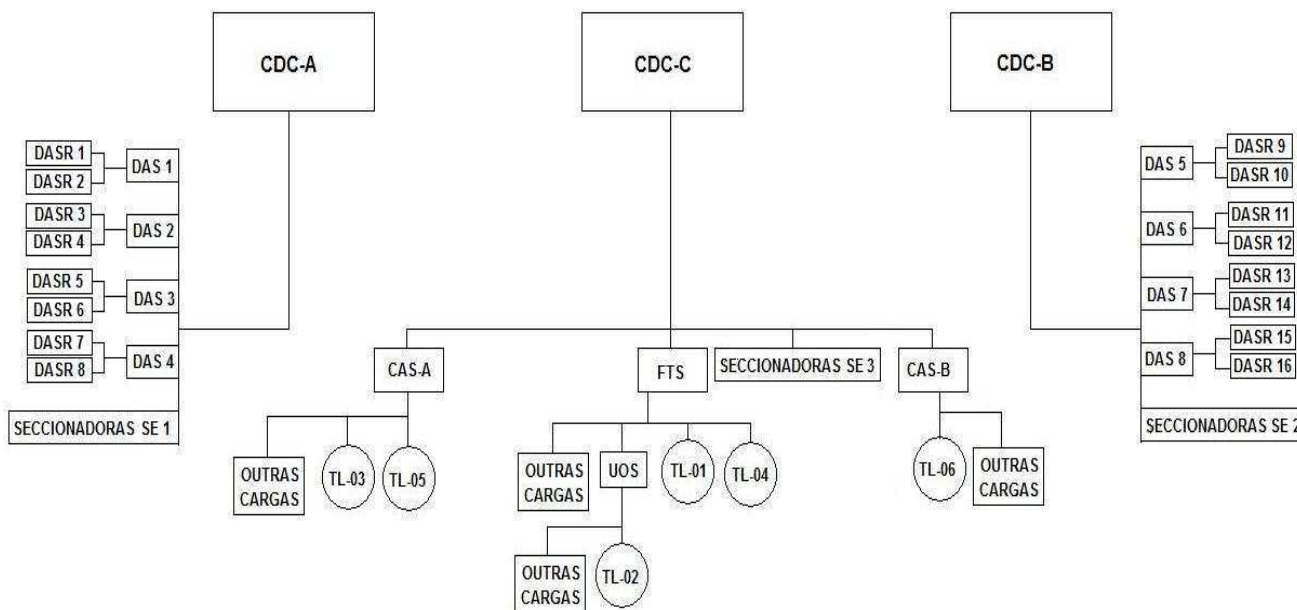 CDC-A
CDC-C
CDC-B
DASR 1
DASR 2
DAS 1
DASR 3
DASR 4
DAS 2
DASR 5
DASR 6
DAS 3
DASR 7
DASR 8
DAS 4
SECCIONADORAS SE 1
DAS 5
DASR 9
DASR 10
DAS 6
DASR 11
DASR 12
DAS 7
DASR 13
DASR 14
DAS 8
DASR 15
DASR 16
SECCIONADORAS SE 2
CAS-A
FTS
SECCIONADORAS SE 3
CAS-B
OUTRAS
CARGAS
TL-03
TL-05
OUTRAS
CARGAS
UOS
TL-01
TL-04
TL-06
OUTRAS
CARGAS
OUTRAS
CARGAS
TL-02